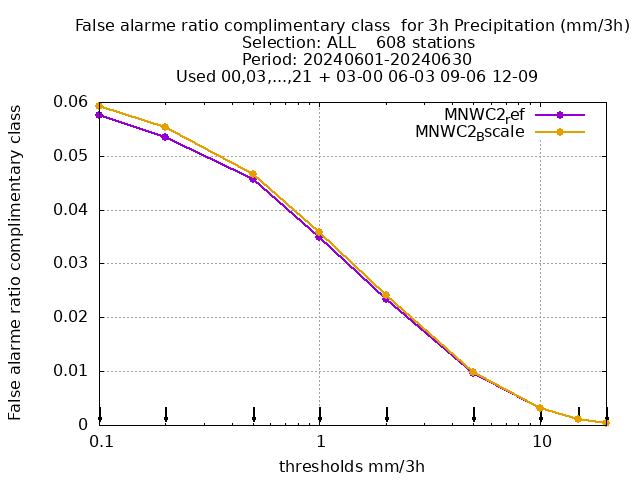 False alarme ratio complimentary class  for 3h Precipitation (mm/3h)
Selection: ALL    608 stations
Period: 20240601-20240630
Used 00,03,...,21 + 03-00 06-03 09-06 12-09
False alarme ratio complimentary class
MNWC2ref
MNWC2Bscale
0.06
0.05
0.04
0.03
0.02
0.01
0
0.1 1 10
thresholds mm/3h